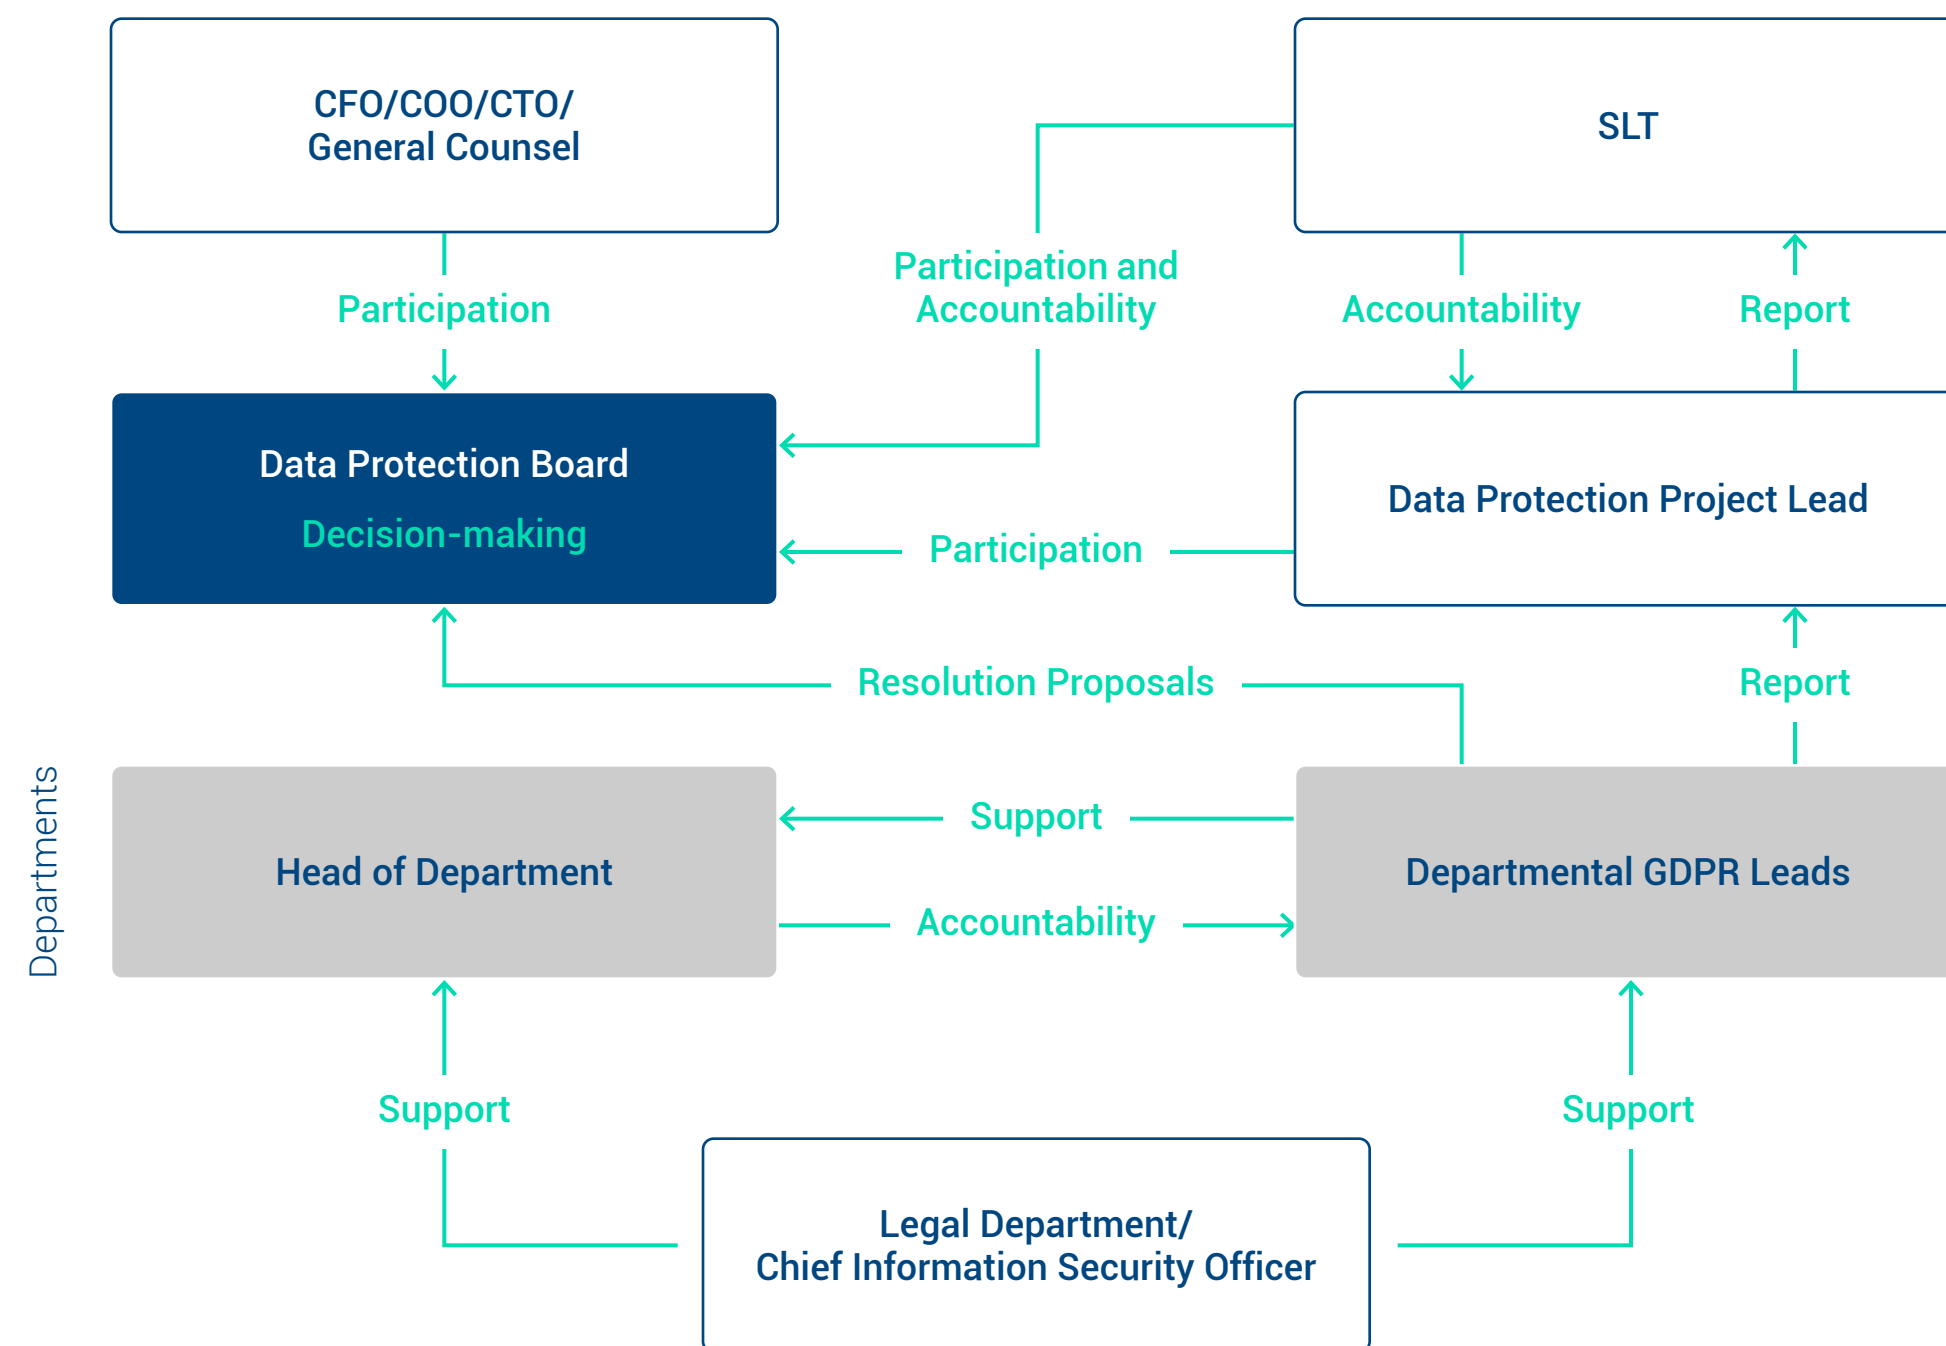 CFO/COO/CTO/
General Counsel
SLT
Participation
Participation and
Accountability
Accountability
Report
Data Protection Board
Decision-making
Data Protection Project Lead
Participation
Resolution Proposals
Report
Departments
Head of Department
Support
Accountability
Departmental GDPR Leads
Support
Support
Legal Department/
Chief Information Security Officer